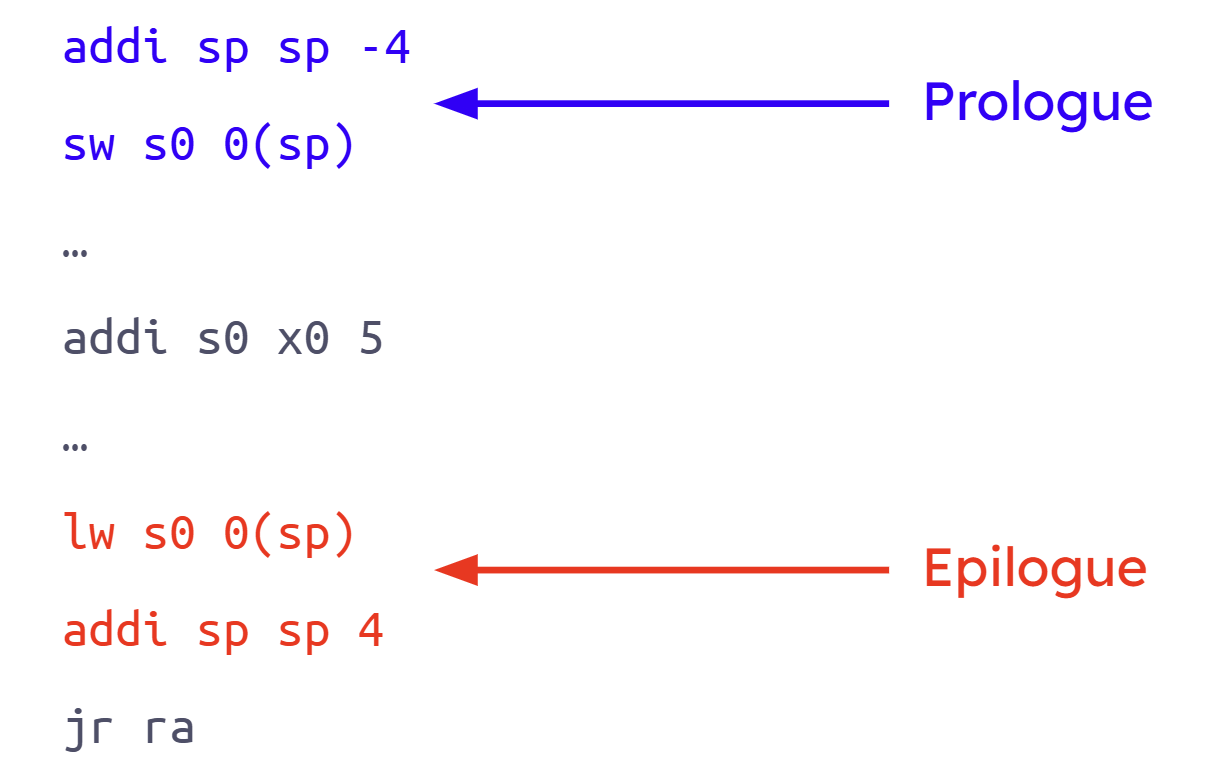 addi sp sp -4
Prologue
sw s0 0(sp)
…
addi s0 x0 5
…
lw s0 0(sp)
Epilogue
addi sp sp 4
jr ra